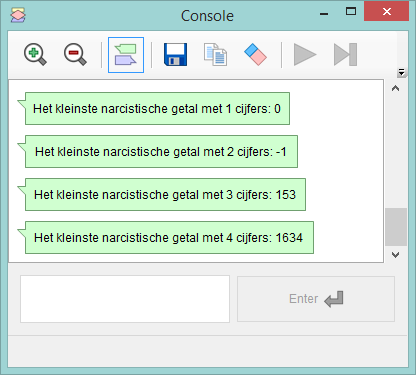 Console
Het kleinste narcistische getal met 1 cijfers: 0
Het kleinste narcistische getal met 2 cijfers: -1
Het kleinste narcistische getal met 3 cijfers: 153
Het kleinste narcistische getal met 4 cijfers: 1634
Enter